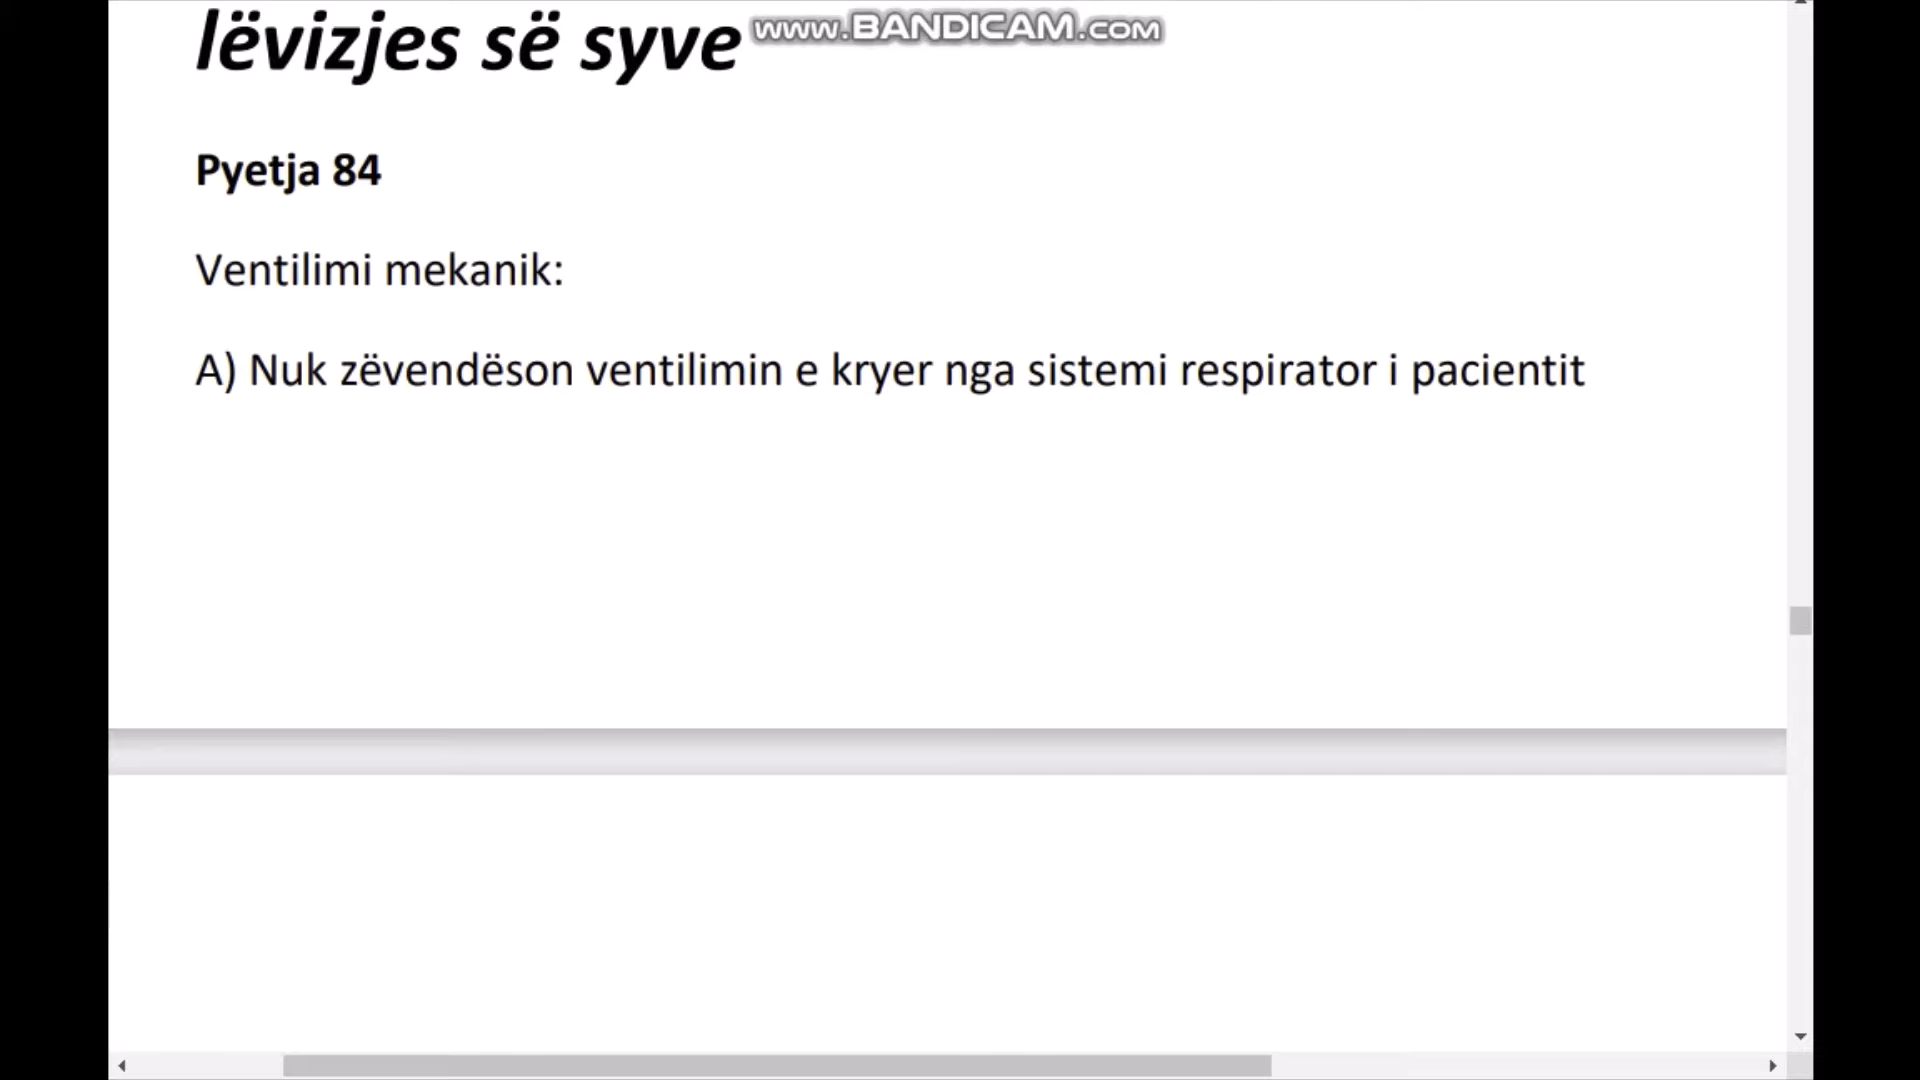 lëvizjes së syve
www.BANDICAM.com
Pyetja 84
Ventilimi mekanik:
A) Nuk zëvendëson ventilimin e kryer nga sistemi respirator i pacientit